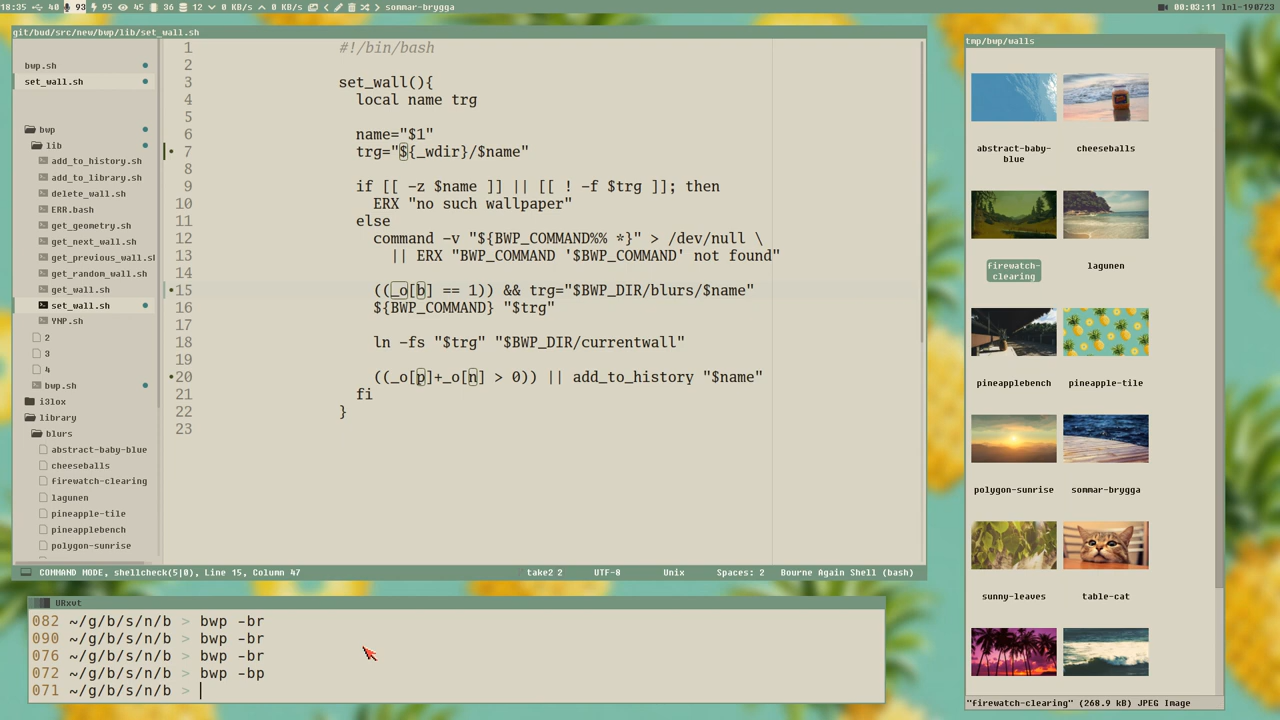 18:35 40 93 95 45 36 12 0 KB/s 0 KB/s sommar-brygga 00:03:11 lnl-190723
git/bud/src/new/bwp/lib/set_wall.sh
bwp.sh
set_wall.sh
bwp
lib
add_to_history.sh
add_to_library.sh
delete_wall.sh
ERR.bash
get_geometry.sh
get_next_wall.sh
get_previous_wall.sh
get_random_wall.sh
get_wall.sh
set_wall.sh
YNP.sh
2
3
4
bwp.sh
i3lox
library
blurs
abstract-baby-blue
cheeseballs
firewatch-clearing
lagunen
pineapple-tile
pineapplebench
polygon-sunrise
1 #!/bin/bash
2
3 set_wall(){
4 local name trg
5
6 name="$1"
7 trg="${_wdir}/$name"
8
9 if [[ -z $name ]] || [[ ! -f $trg ]]; then
10 ERX "no such wallpaper"
11 else
12 command -v "${BWP_COMMAND%% *}" > /dev/null \
13 || ERX "BWP_COMMAND '$BWP_COMMAND' not found"
14
15 ((_o[b] == 1)) && trg="$BWP_DIR/blurs/$name"
16 ${BWP_COMMAND} "$trg"
17
18 ln -fs "$trg" "$BWP_DIR/currentwall"
19
20 ((_o[p]+_o[n] > 0)) || add_to_history "$name"
21 fi
22 }
23
COMMAND MODE, shellcheck(5|0), Line 15, Column 47 take2 2 UTF-8 Unix Spaces: 2 Bourne Again Shell (bash)
URxvt
082 ~/g/b/s/n/b > bwp -br
090 ~/g/b/s/n/b > bwp -br
076 ~/g/b/s/n/b > bwp -br
072 ~/g/b/s/n/b > bwp -bp
071 ~/g/b/s/n/b >
tmp/bwp/walls
abstract-baby-
blue
cheeseballs
firewatch-
clearing
lagunen
pineapplebench
pineapple-tile
polygon-sunrise
sommar-brygga
sunny-leaves
table-cat
"firewatch-clearing" (268.9 kB) JPEG Image